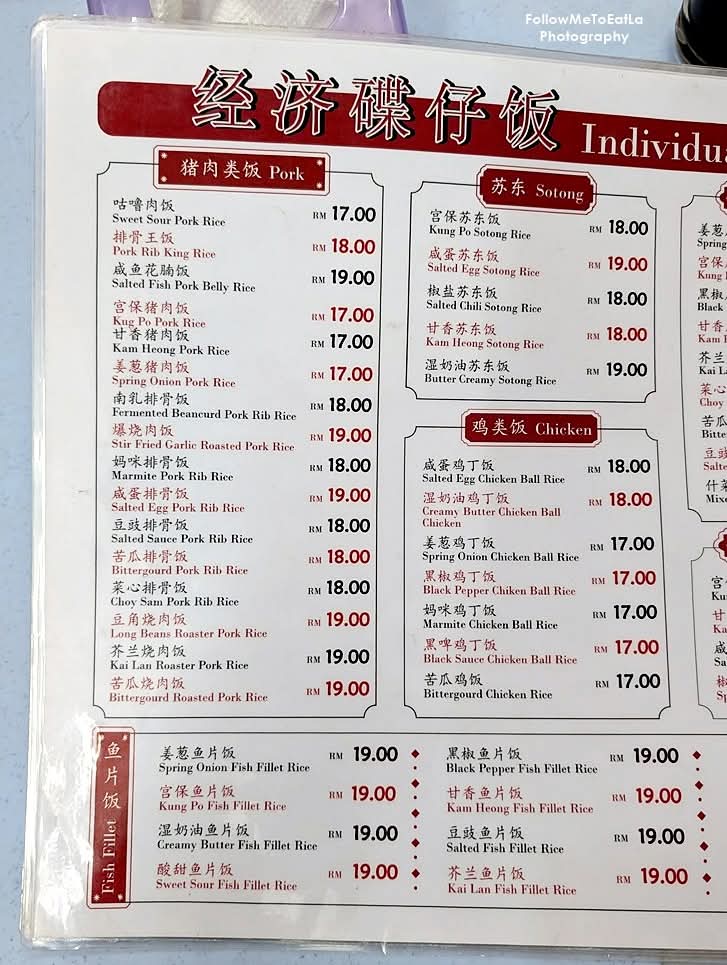 FollowMeToEatLa
Photography
经济碟仔饭
猪肉类饭 Pork
咕噜肉饭
Sweet Sour Pork Rice RM 17.00
排骨王饭
Pork Rib King Rice RM 18.00
咸鱼花腩饭
Salted Fish Pork Belly Rice RM 19.00
宫保猪肉饭
Kug Po Pork Rice RM 17.00
甘香猪肉饭
Kam Heong Pork Rice RM 17.00
姜葱猪肉饭
Spring Onion Pork Rice RM 17.00
南乳排骨饭
Fermented Beancurd Pork Rib Rice RM 18.00
爆烧肉饭
Stir Fried Garlic Roasted Pork Rice RM 19.00
妈咪排骨饭
Marmite Pork Rib Rice RM 18.00
咸蛋排骨饭
Salted Egg Pork Rib Rice RM 19.00
豆豉排骨饭
Salted Sauce Pork Rib Rice RM 18.00
苦瓜排骨饭
Bittergourd Pork Rib Rice RM 18.00
菜心排骨饭
Choy Sam Pork Rib Rice RM 18.00
豆角烧肉饭
Long Beans Roaster Pork Rice RM 19.00
芥兰烧肉饭
Kai Lan Roaster Pork Rice RM 19.00
苦瓜烧肉饭
Bittergourd Roasted Pork Rice RM 19.00
苏东 Sotong
宫保苏东饭
Kung Po Sotong Rice RM 18.00
咸蛋苏东饭
Salted Egg Sotong Rice RM 19.00
椒盐苏东饭
Salted Chili Sotong Rice RM 18.00
甘香苏东饭
Kam Heong Sotong Rice RM 18.00
湿奶油苏东饭
Butter Creamy Sotong Rice RM 19.00
鸡类饭 Chicken
咸蛋鸡丁饭
Salted Egg Chicken Ball Rice RM 18.00
湿奶油鸡丁饭
Creamy Butter Chicken Ball RM 18.00
Chicken
姜葱鸡丁饭
Spring Onion Chicken Ball Rice RM 17.00
黑椒鸡丁饭
Black Pepper Chiken Ball Rice RM 17.00
妈咪鸡丁饭
Marmite Chicken Ball Rice RM 17.00
黑啤鸡丁饭
Black Sauce Chicken Ball Rice RM 17.00
苦瓜鸡饭
Bittergourd Chicken Rice RM 17.00
鱼片饭 Fish Fillet
姜葱鱼片饭
Spring Onion Fish Fillet Rice RM 19.00
宫保鱼片饭
Kung Po Fish Fillet Rice RM 19.00
湿奶油鱼片饭
Creamy Butter Fish Fillet Rice RM 19.00
酸甜鱼片饭
Sweet Sour Fish Fillet Rice RM 19.00
黑椒鱼片饭
Black Pepper Fish Fillet Rice RM 19.00
甘香鱼片饭
Kam Heong Fish Fillet Rice RM 19.00
豆豉鱼片饭
Salted Fish Fillet Rice RM 19.00
芥兰鱼片饭
Kai Lan Fish Fillet Rice RM 19.00